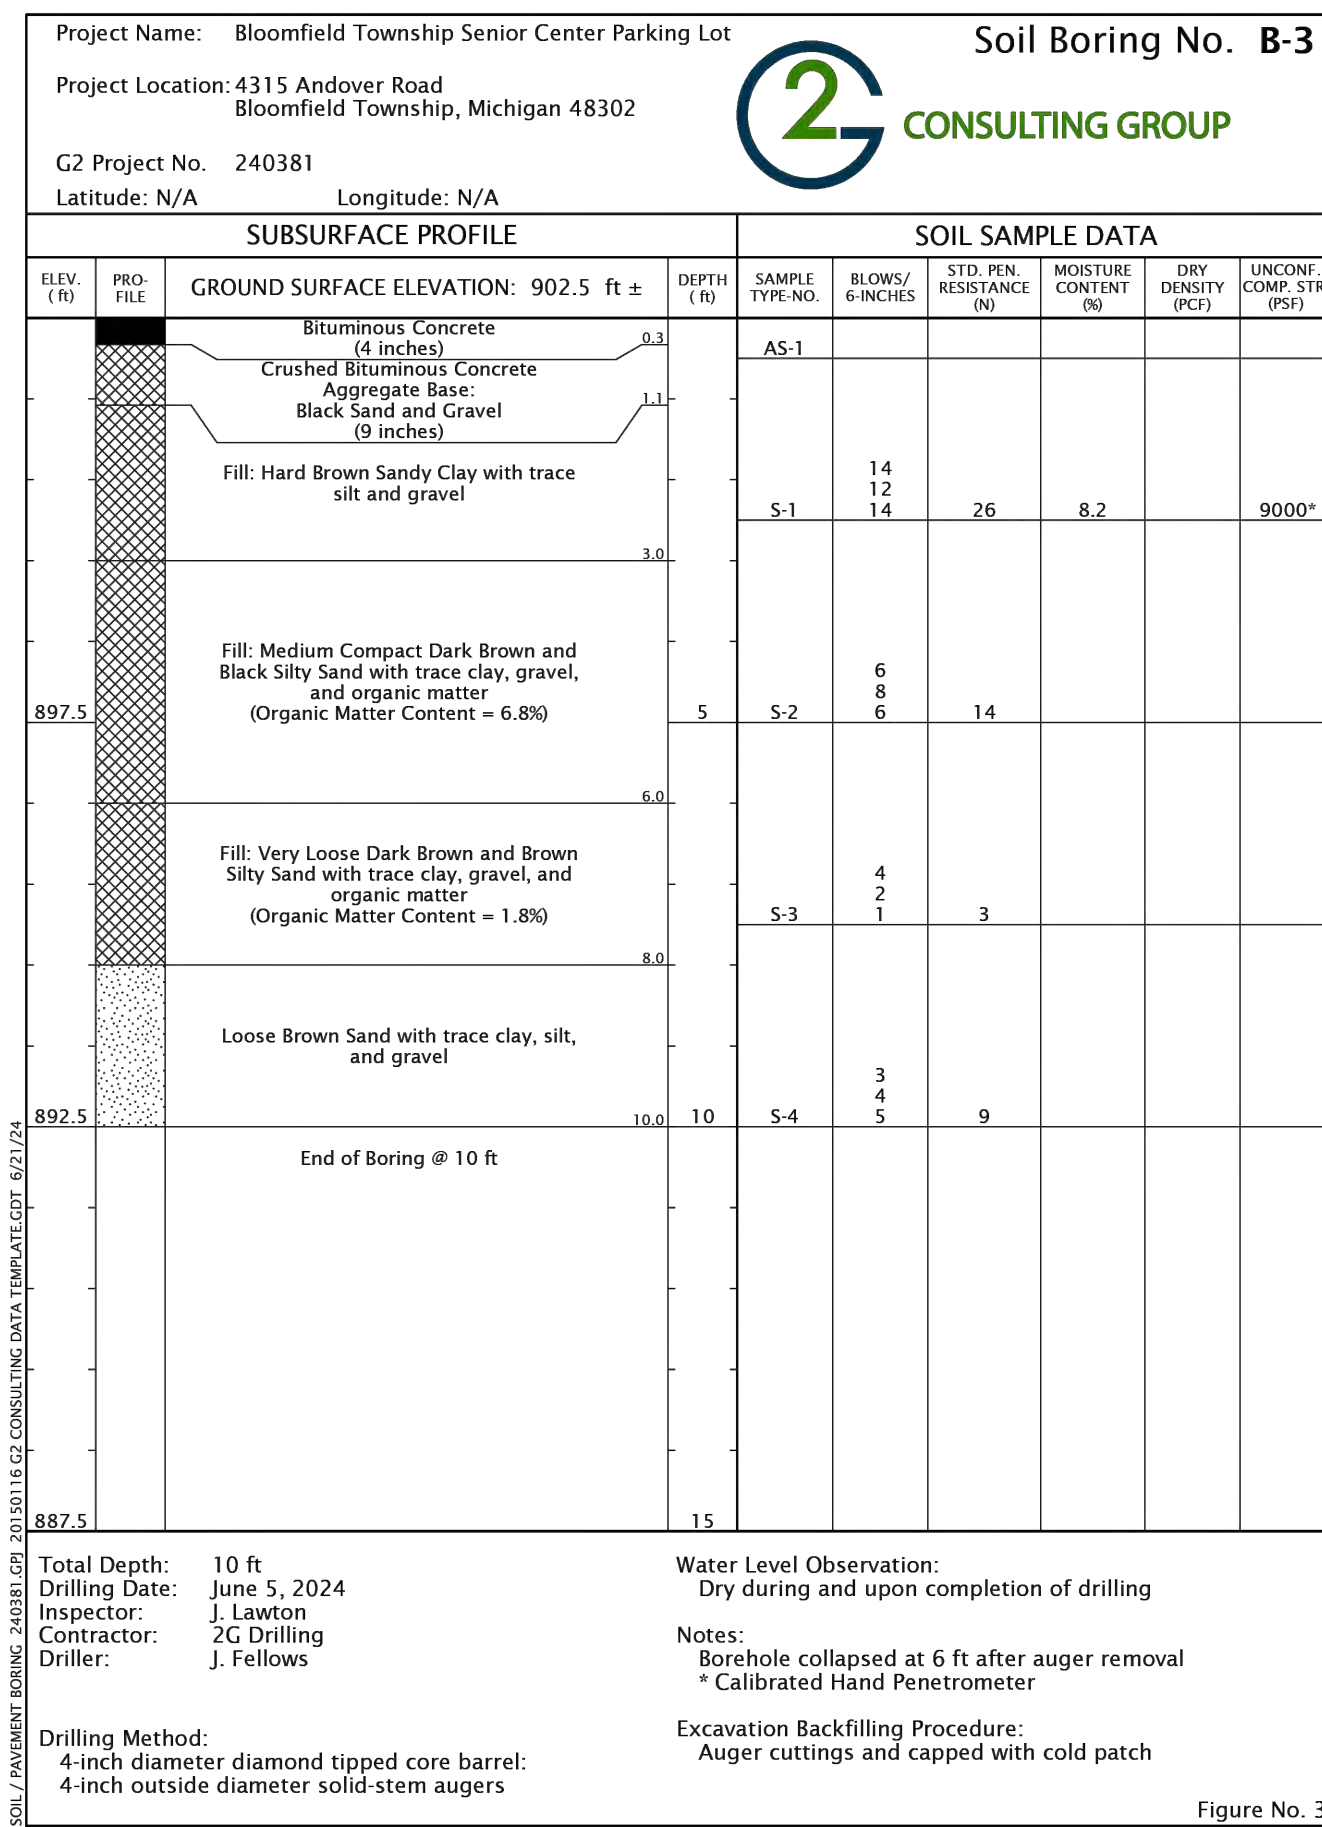 Project Name: Bloomfield Township Senior Center Parking Lot
Soil Boring No. B-3
Project Location: 4315 Andover Road
Bloomfield Township, Michigan 48302
G2 CONSULTING GROUP
G2 Project No. 240381
Latitude: N/A Longitude: N/A
SUBSURFACE PROFILE SOIL SAMPLE DATA
ELEV. ( ft) PRO- FILE GROUND SURFACE ELEVATION: 902.5 ft ± DEPTH ( ft) SAMPLE TYPE-NO. BLOWS/ 6-INCHES STD. PEN. RESISTANCE (N) MOISTURE CONTENT (%) DRY DENSITY (PCF) UNCONF. COMP. STR (PSF)
Bituminous Concrete
(4 inches) 0.3 AS-1
Crushed Bituminous Concrete
Aggregate Base:
Black Sand and Gravel 1.1
(9 inches)
Fill: Hard Brown Sandy Clay with trace 14
silt and gravel 12
S-1 14 26 8.2 9000*
3.0
Fill: Medium Compact Dark Brown and
Black Silty Sand with trace clay, gravel, 6
and organic matter 8
897.5 (Organic Matter Content = 6.8%) 5 S-2 6 14
6.0
Fill: Very Loose Dark Brown and Brown
Silty Sand with trace clay, gravel, and 4
organic matter 2
(Organic Matter Content = 1.8%) S-3 1 3
8.0
Loose Brown Sand with trace clay, silt,
and gravel
3
4
892.5 10.0 10 S-4 5 9
End of Boring @ 10 ft
887.5 15
Total Depth: 10 ft
Drilling Date: June 5, 2024
Inspector: J. Lawton
Contractor: 2G Drilling
Driller: J. Fellows
Water Level Observation:
Dry during and upon completion of drilling
Notes:
Borehole collapsed at 6 ft after auger removal
* Calibrated Hand Penetrometer
Drilling Method:
4-inch diameter diamond tipped core barrel:
4-inch outside diameter solid-stem augers
Excavation Backfilling Procedure:
Auger cuttings and capped with cold patch
Figure No. 3
SOIL / PAVEMENT BORING 240381.GPJ 20150116 G2 CONSULTING DATA TEMPLATE.GDT 6/21/24